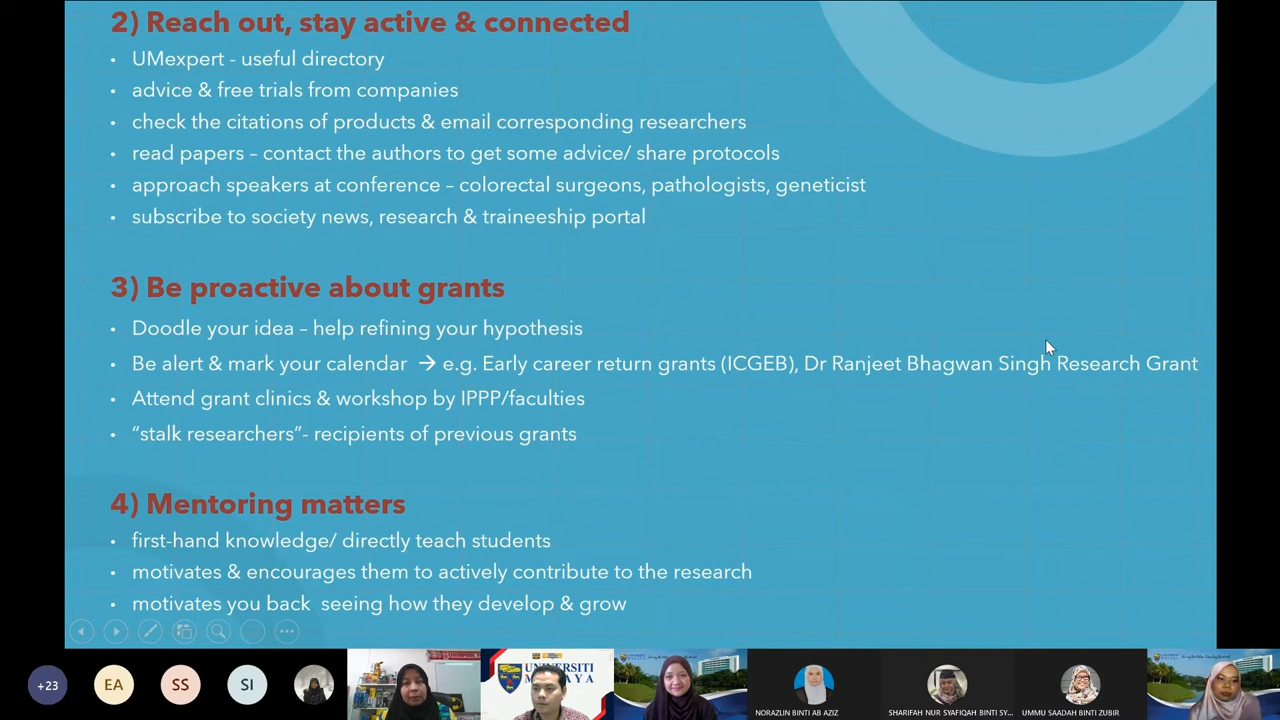 2) Reach out, stay active & connected
• UMexpert - useful directory
• advice & free trials from companies
• check the citations of products & email corresponding researchers
• read papers – contact the authors to get some advice/ share protocols
• approach speakers at conference – colorectal surgeons, pathologists, geneticist
• subscribe to society news, research & traineeship portal
3) Be proactive about grants
• Doodle your idea – help refining your hypothesis
• Be alert & mark your calendar → e.g. Early career return grants (ICGEB), Dr Ranjeet Bhagwan Singh Research Grant
• Attend grant clinics & workshop by IPPP/faculties
• “stalk researchers”- recipients of previous grants
4) Mentoring matters
• first-hand knowledge/ directly teach students
• motivates & encourages them to actively contribute to the research
• motivates you back  seeing how they develop & grow
+23
EA
SS
SI
UNIVERSITI
MALAYA
NORAZLIN BINTI AB AZIZ
SHARIFAH NUR SYAFIQAH BINTI SY...
UMMU SAADAH BINTI ZUBIR